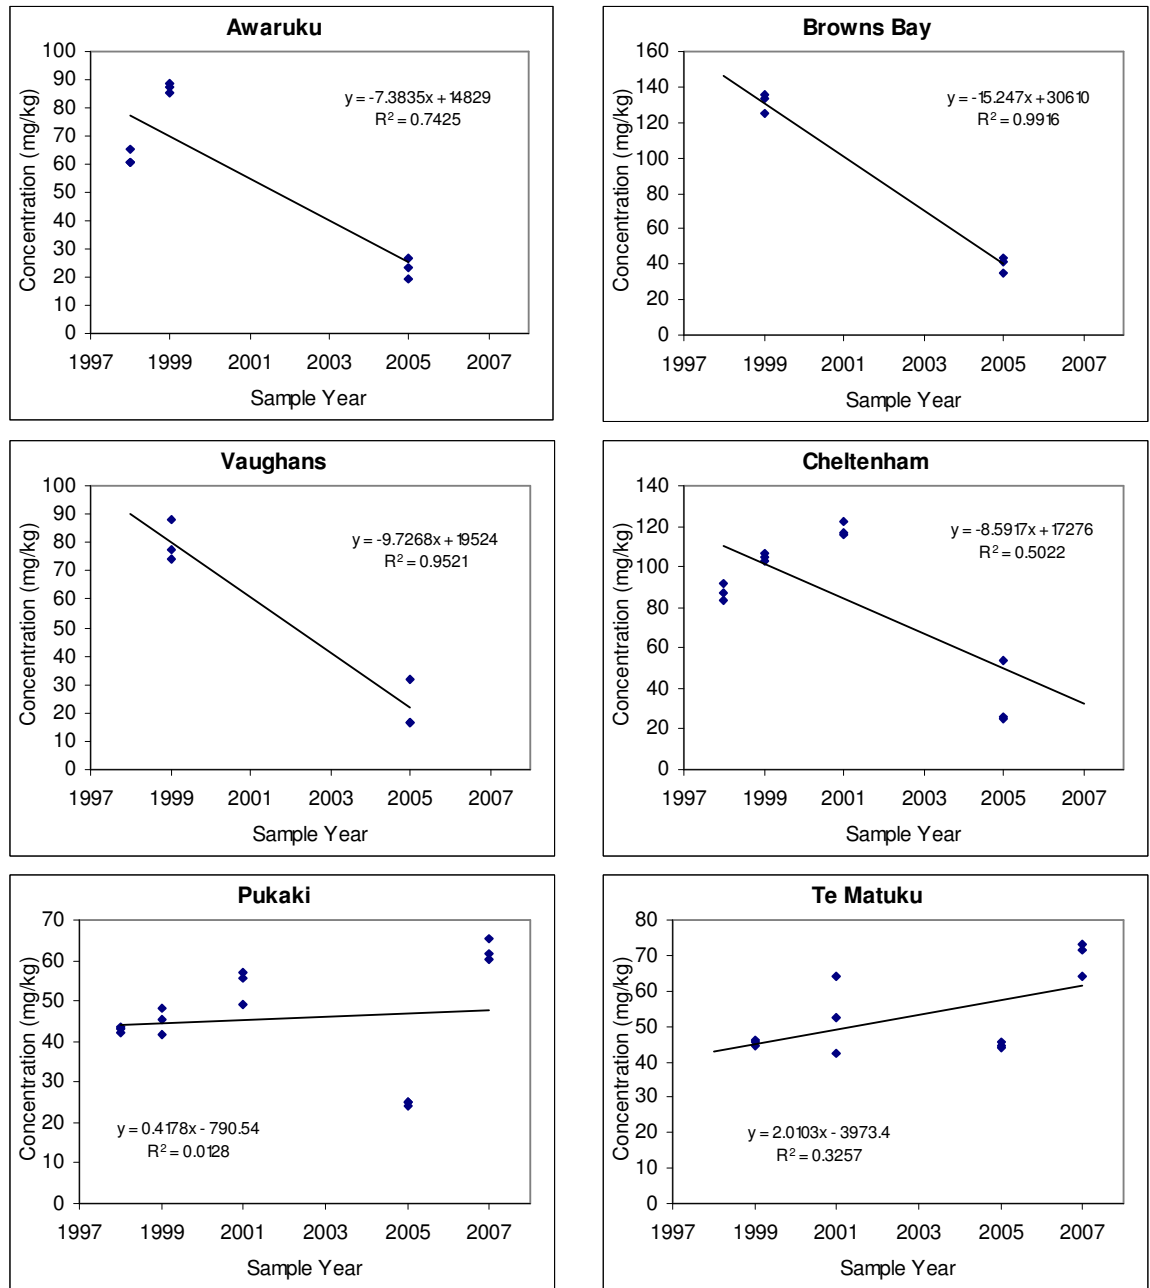 Awaruku
100
90
80
70
60
50
40
30
20
10
0
Concentration (mg/kg)
y = -7.3835x + 14829
R² = 0.7425
1997 1999 2001 2003 2005 2007
Sample Year
Browns Bay
160
140
120
100
80
60
40
20
0
Concentration (mg/kg)
y = -15.247x + 30610
R² = 0.9916
1997 1999 2001 2003 2005 2007
Sample Year
Vaughans
100
90
80
70
60
50
40
30
20
10
0
Concentration (mg/kg)
y = -9.7268x + 19524
R² = 0.9521
1997 1999 2001 2003 2005 2007
Sample Year
Cheltenham
140
120
100
80
60
40
20
0
Concentration (mg/kg)
y = -8.5917x + 17276
R² = 0.5022
1997 1999 2001 2003 2005 2007
Sample Year
Pukaki
70
60
50
40
30
20
10
0
Concentration (mg/kg)
y = 0.4178x - 790.54
R² = 0.0128
1997 1999 2001 2003 2005 2007
Sample Year
Te Matuku
80
70
60
50
40
30
20
10
0
Concentration (mg/kg)
y = 2.0103x - 3973.4
R² = 0.3257
1997 1999 2001 2003 2005 2007
Sample Year